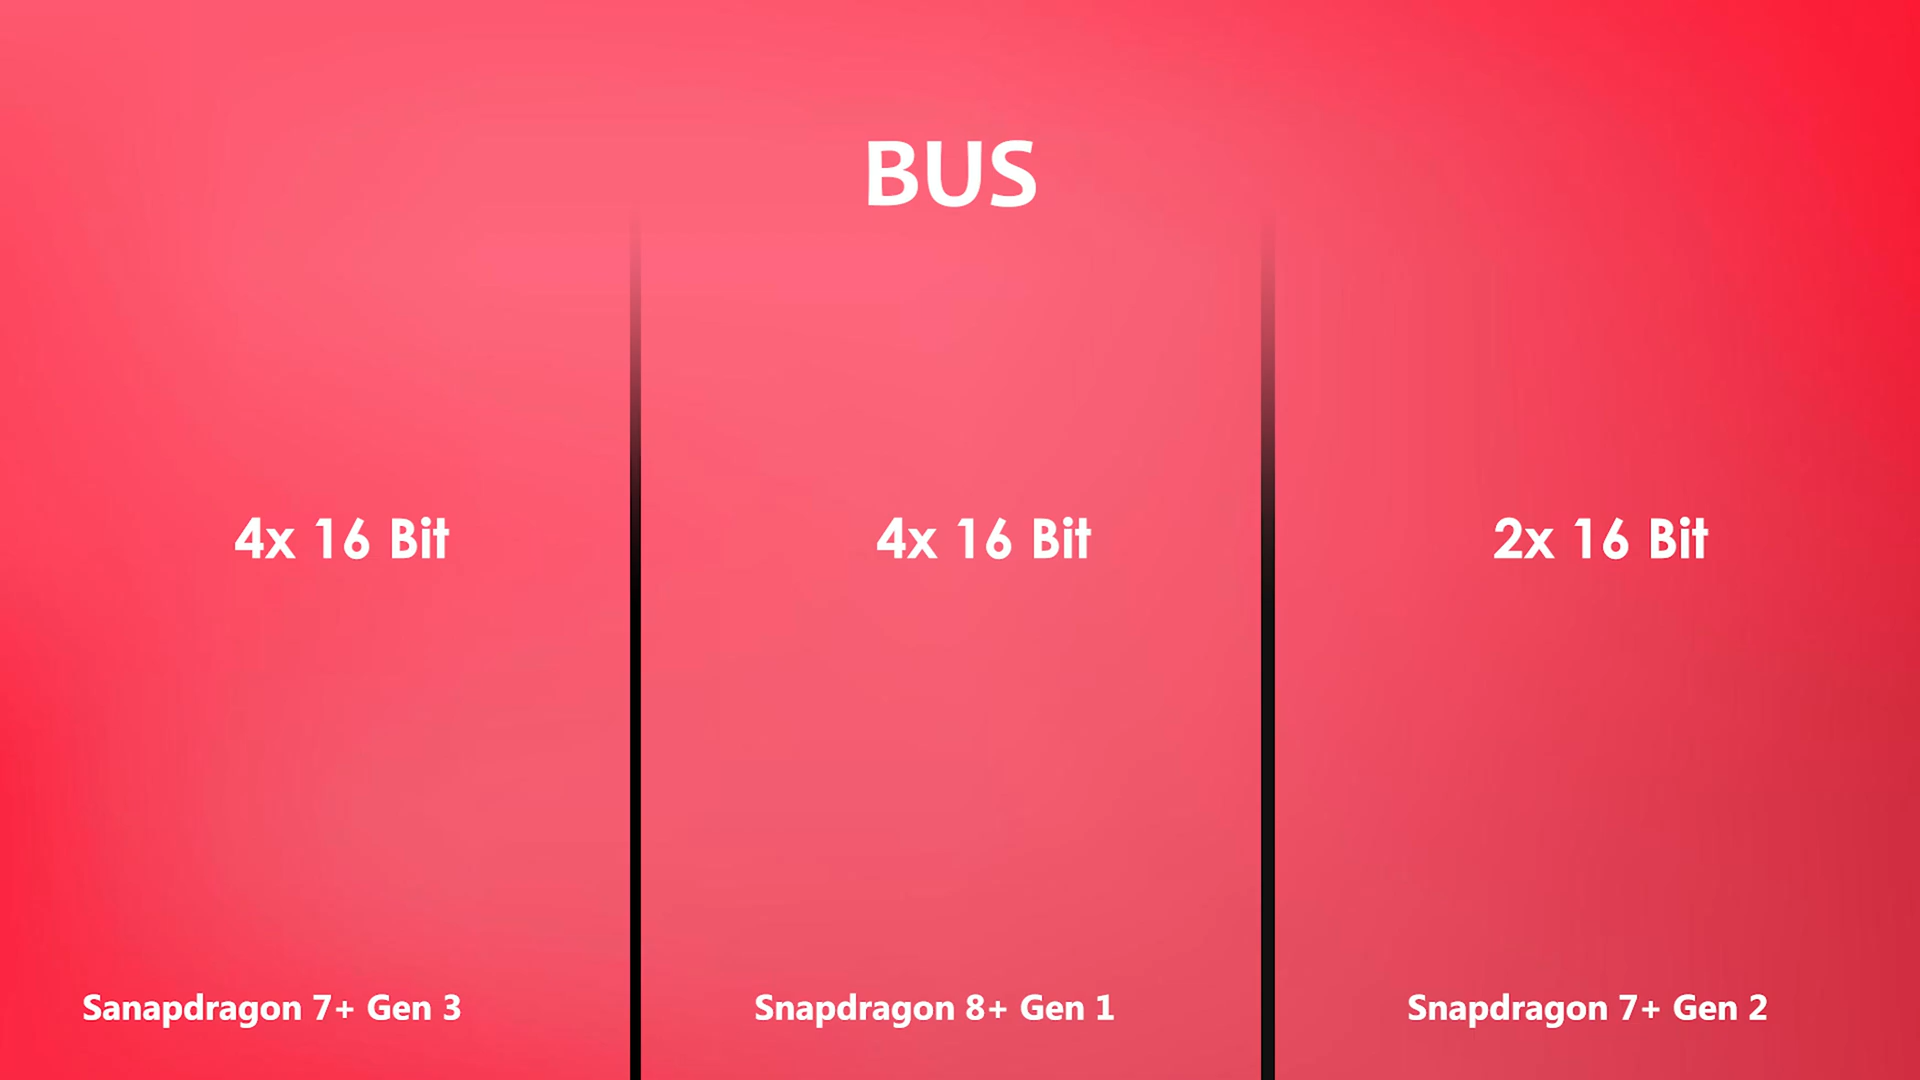 BUS
4x 16 Bit
4x 16 Bit
2x 16 Bit
Sanapdragon 7+ Gen 3
Snapdragon 8+ Gen 1
Snapdragon 7+ Gen 2